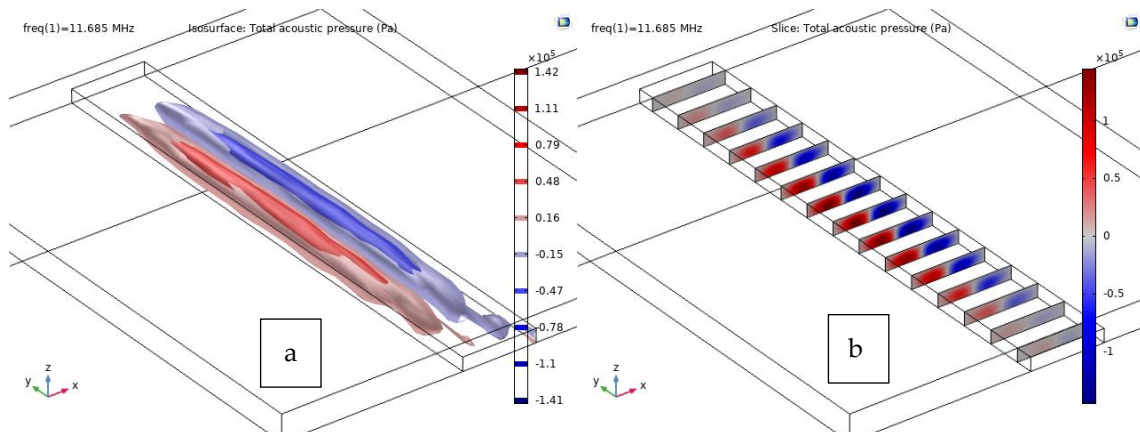 freq(1)=11.685 MHz
Isosurface: Total acoustic pressure (Pa)
×10⁵
1.42
1.11
0.79
0.48
0.16
-0.15
-0.47
-0.78
-1.1
-1.41
a
z
y
x
freq(1)=11.685 MHz
Slice: Total acoustic pressure (Pa)
×10⁵
1
0.5
0
-0.5
-1
b
z
y
x